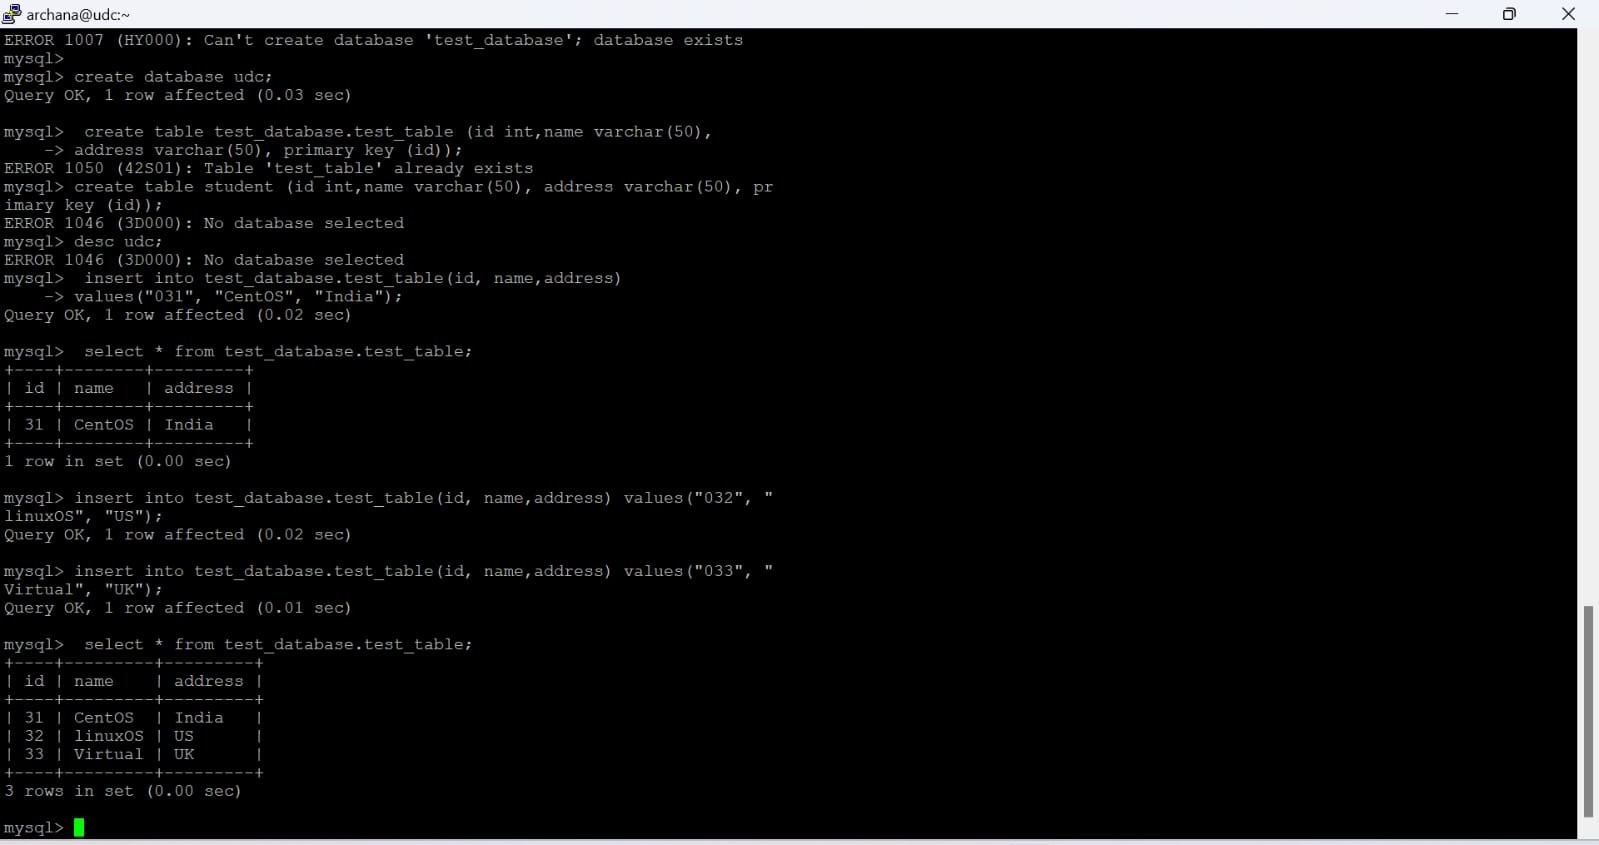 archana@udc:~
ERROR 1007 (HY000): Can't create database 'test_database'; database exists
mysql>
mysql> create database udc;
Query OK, 1 row affected (0.03 sec)
mysql>  create table test_database.test_table (id int,name varchar(50),
    -> address varchar(50), primary key (id));
ERROR 1050 (42S01): Table 'test_table' already exists
mysql> create table student (id int,name varchar(50), address varchar(50), pr
imary key (id));
ERROR 1046 (3D000): No database selected
mysql> desc udc;
ERROR 1046 (3D000): No database selected
mysql>  insert into test_database.test_table(id, name,address)
    -> values("031", "CentOS", "India");
Query OK, 1 row affected (0.02 sec)
mysql>  select * from test_database.test_table;
+----+--------+---------+
| id | name   | address |
+----+--------+---------+
| 31 | CentOS | India   |
+----+--------+---------+
1 row in set (0.00 sec)
mysql> insert into test_database.test_table(id, name,address) values("032", "
linuxOS", "US");
Query OK, 1 row affected (0.02 sec)
mysql> insert into test_database.test_table(id, name,address) values("033", "
Virtual", "UK");
Query OK, 1 row affected (0.01 sec)
mysql>  select * from test_database.test_table;
+----+---------+---------+
| id | name    | address |
+----+---------+---------+
| 31 | CentOS  | India   |
| 32 | linuxOS | US      |
| 33 | Virtual | UK      |
+----+---------+---------+
3 rows in set (0.00 sec)
mysql>